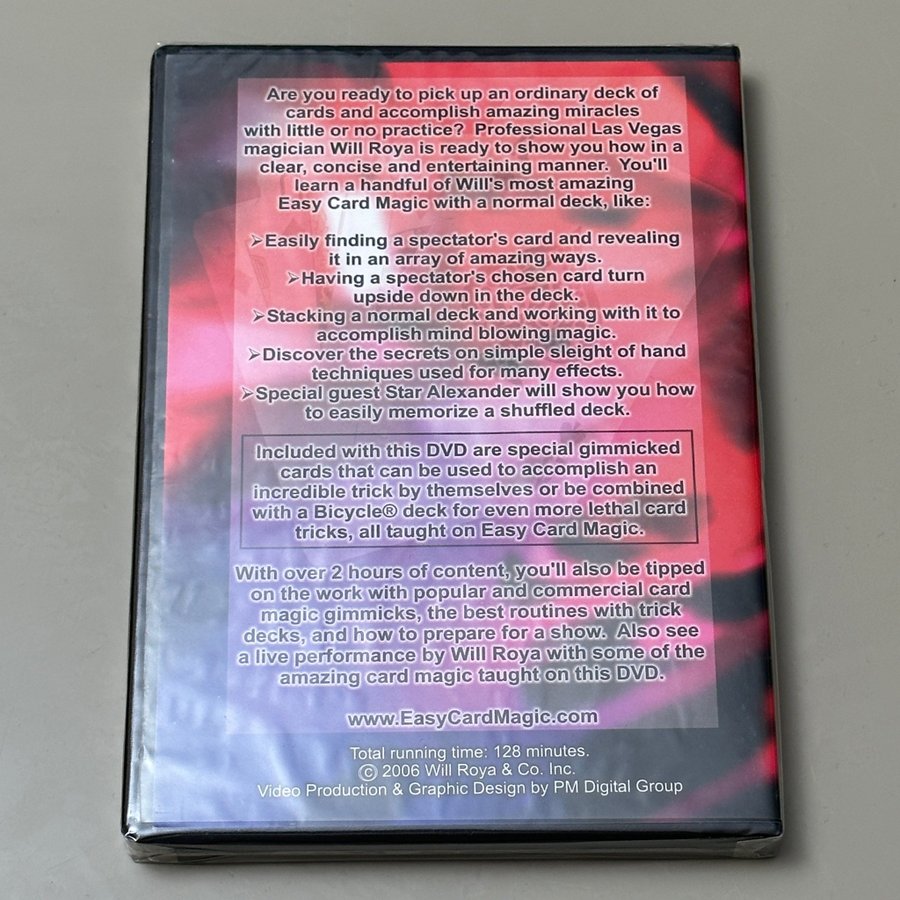 Are you ready to pick up an ordinary deck of
cards and accomplish amazing miracles
with little or no practice? Professional Las Vegas
magician Will Roya is ready to show you how in a
clear, concise and entertaining manner. You'll
learn a handful of Will's most amazing
Easy Card Magic with a normal deck, like:
➢Easily finding a spectator's card and revealing
it in an array of amazing ways.
➢Having a spectator's chosen card turn
upside down in the deck.
➢Stacking a normal deck and working with it to
accomplish mind blowing magic.
➢Discover the secrets on simple sleight of hand
techniques used for many effects.
➢Special guest Star Alexander will show you how
to easily memorize a shuffled deck.
Included with this DVD are special gimmicked
cards that can be used to accomplish an
incredible trick by themselves or be combined
with a Bicycle® deck for even more lethal card
tricks, all taught on Easy Card Magic.
With over 2 hours of content, you'll also be tipped
on the work with popular and commercial card
magic gimmicks, the best routines with trick
decks, and how to prepare for a show. Also see
a live performance by Will Roya with some of the
amazing card magic taught on this DVD.
www.EasyCardMagic.com
Total running time: 128 minutes.
© 2006 Will Roya & Co. Inc.
Video Production & Graphic Design by PM Digital Group